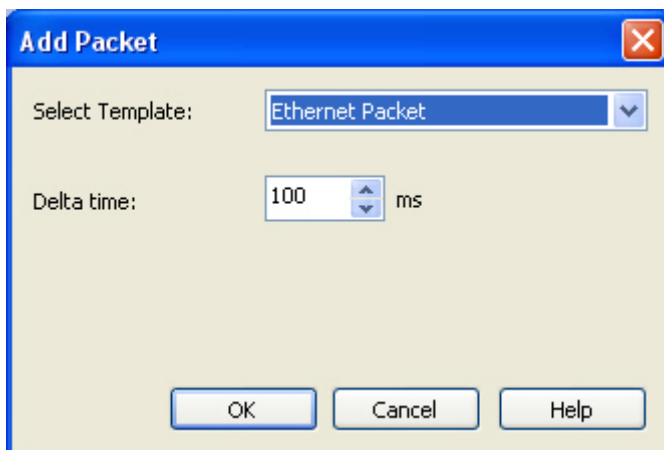 Add Packet
Select Template: Ethernet Packet
Delta time: 100 ms
OK Cancel Help